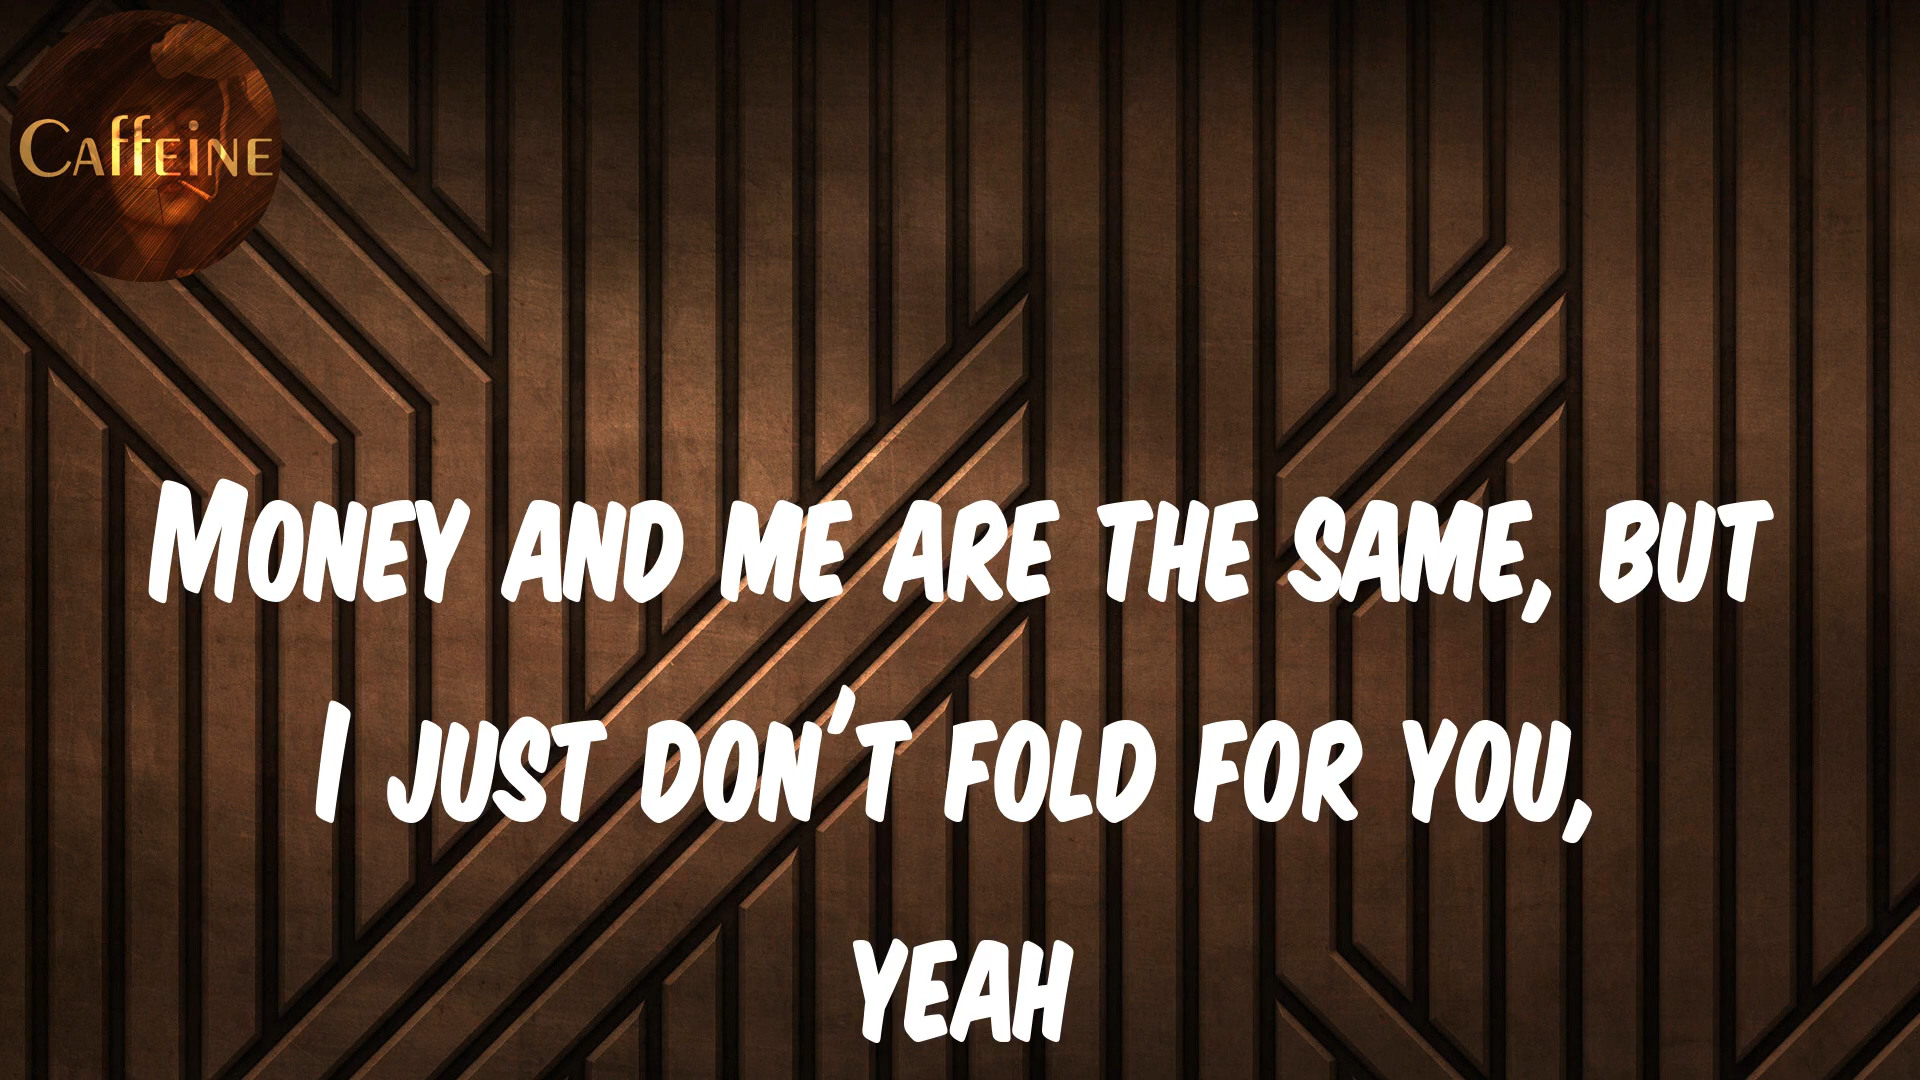 Caffeine
Money and me are the same, but
I just don't fold for you,
yeah